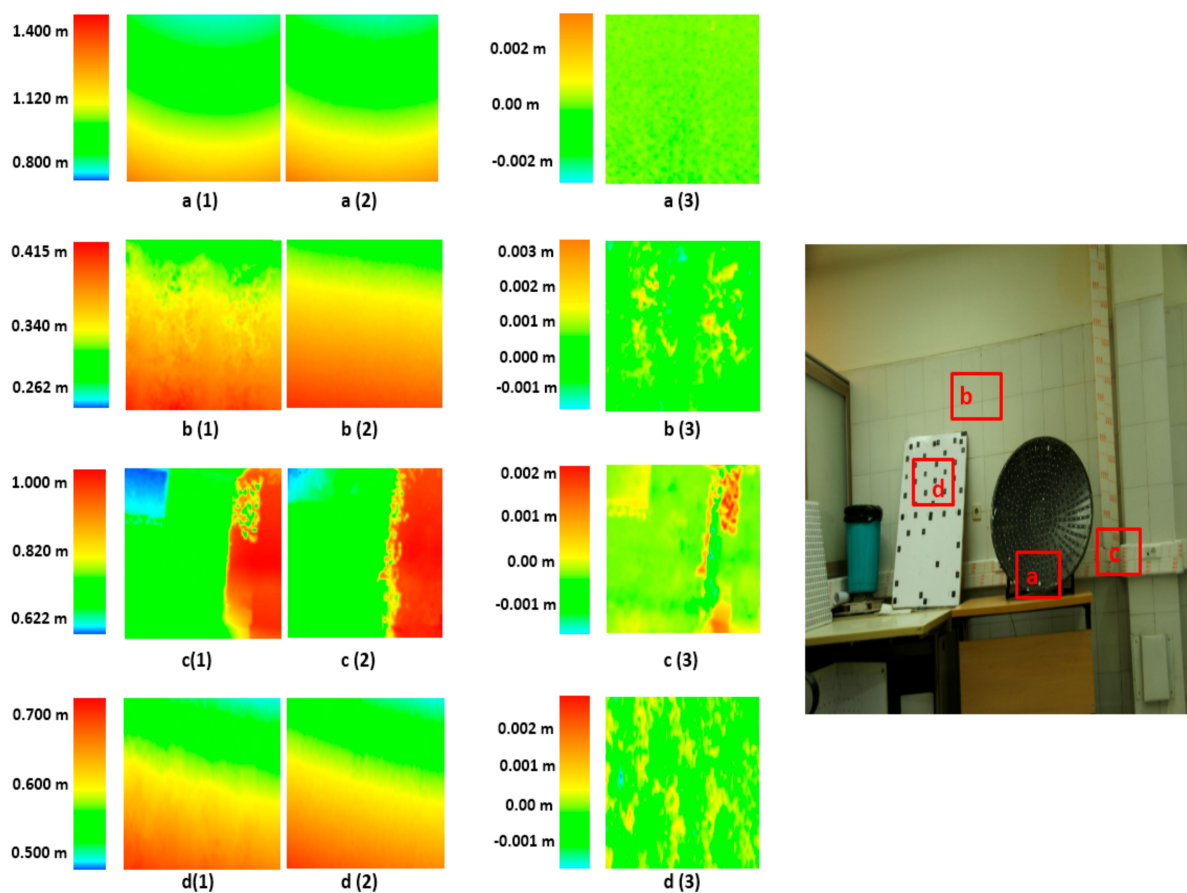 1.400 m
1.120 m
0.800 m
a (1)
a (2)
0.002 m
0.00 m
-0.002 m
a (3)
0.415 m
0.340 m
0.262 m
b (1)
b (2)
0.003 m
0.002 m
0.001 m
0.000 m
-0.001 m
b (3)
1.000 m
0.820 m
0.622 m
c(1)
c (2)
0.002 m
0.001 m
0.00 m
-0.001 m
c (3)
0.700 m
0.600 m
0.500 m
d(1)
d (2)
0.002 m
0.001 m
0.00 m
-0.001 m
d (3)
b
d
c
a